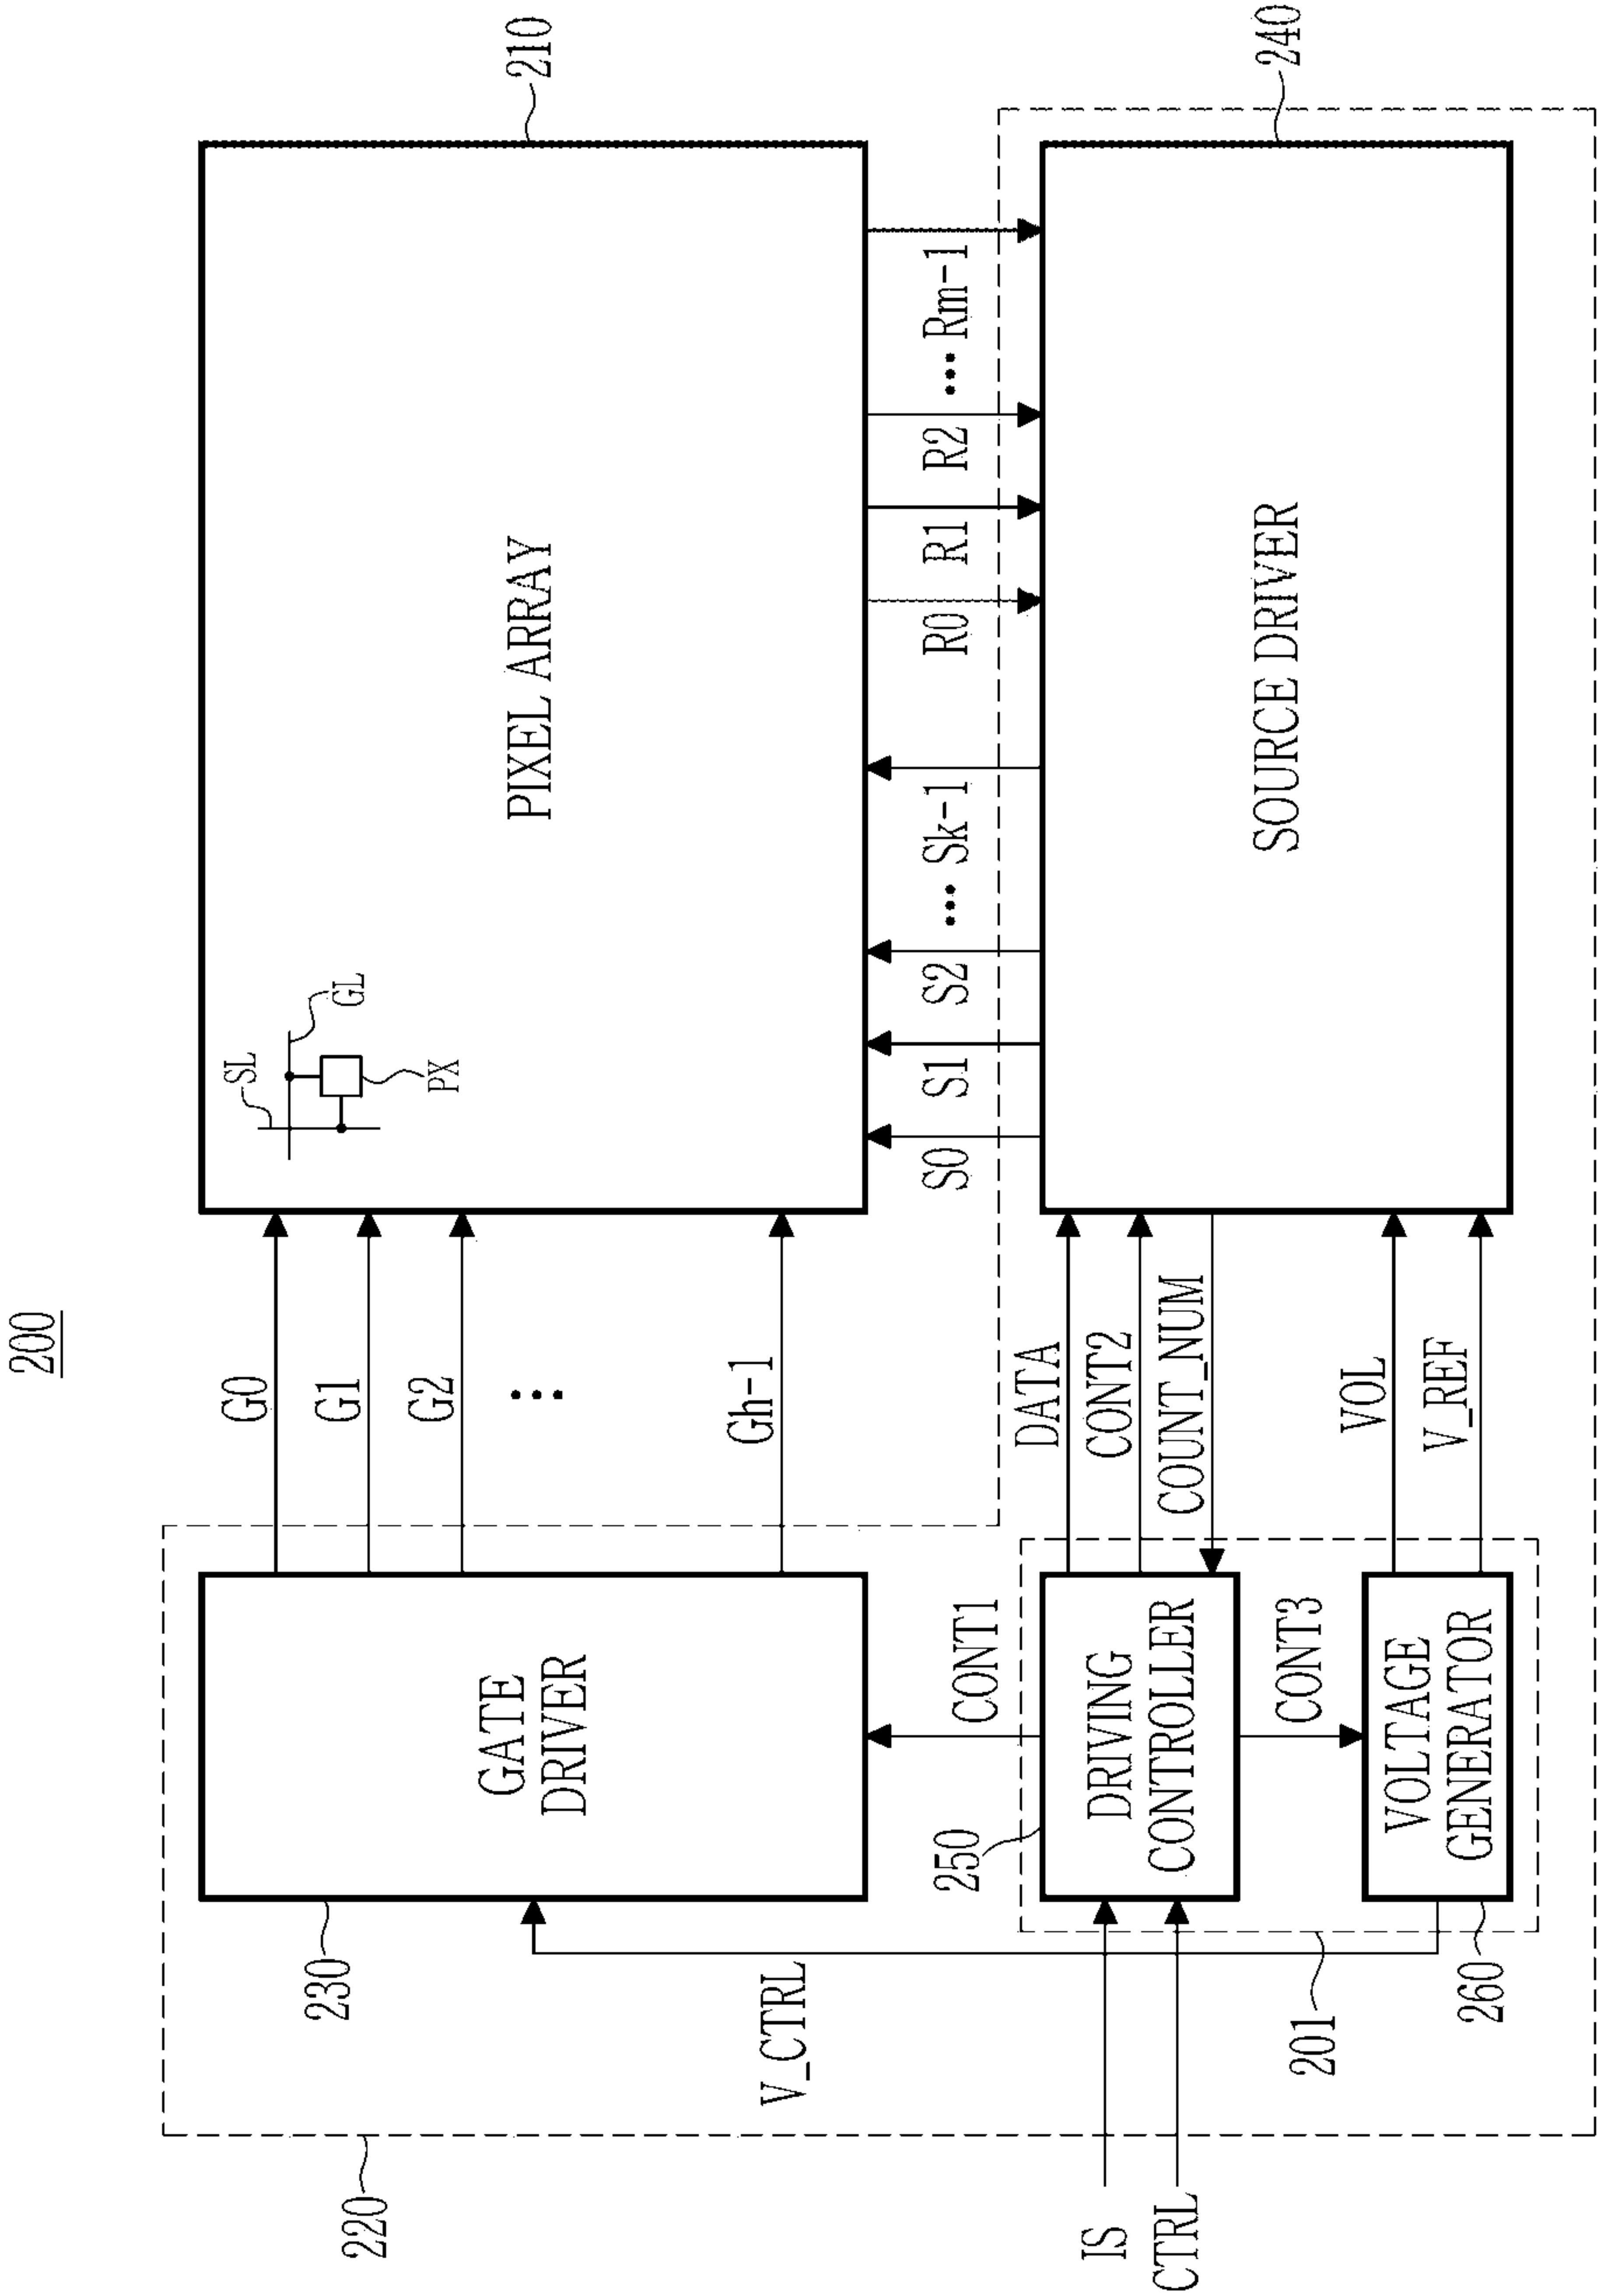 200
220
230
GATE
DRIVER
G0
G1
G2
⋮
Gh-1
SL
GL
PX
PIXEL ARRAY
210
V_CTRL
CONT1
S0
S1
S2
... Sk-1
R0
R1
R2
... Rm-1
IS
CTRL
250
DRIVING
CONTROLLER
CONT3
VOLTAGE
GENERATOR
201
260
DATA
CONT2
COUNT_NUM
VOL
V_REF
SOURCE DRIVER
240